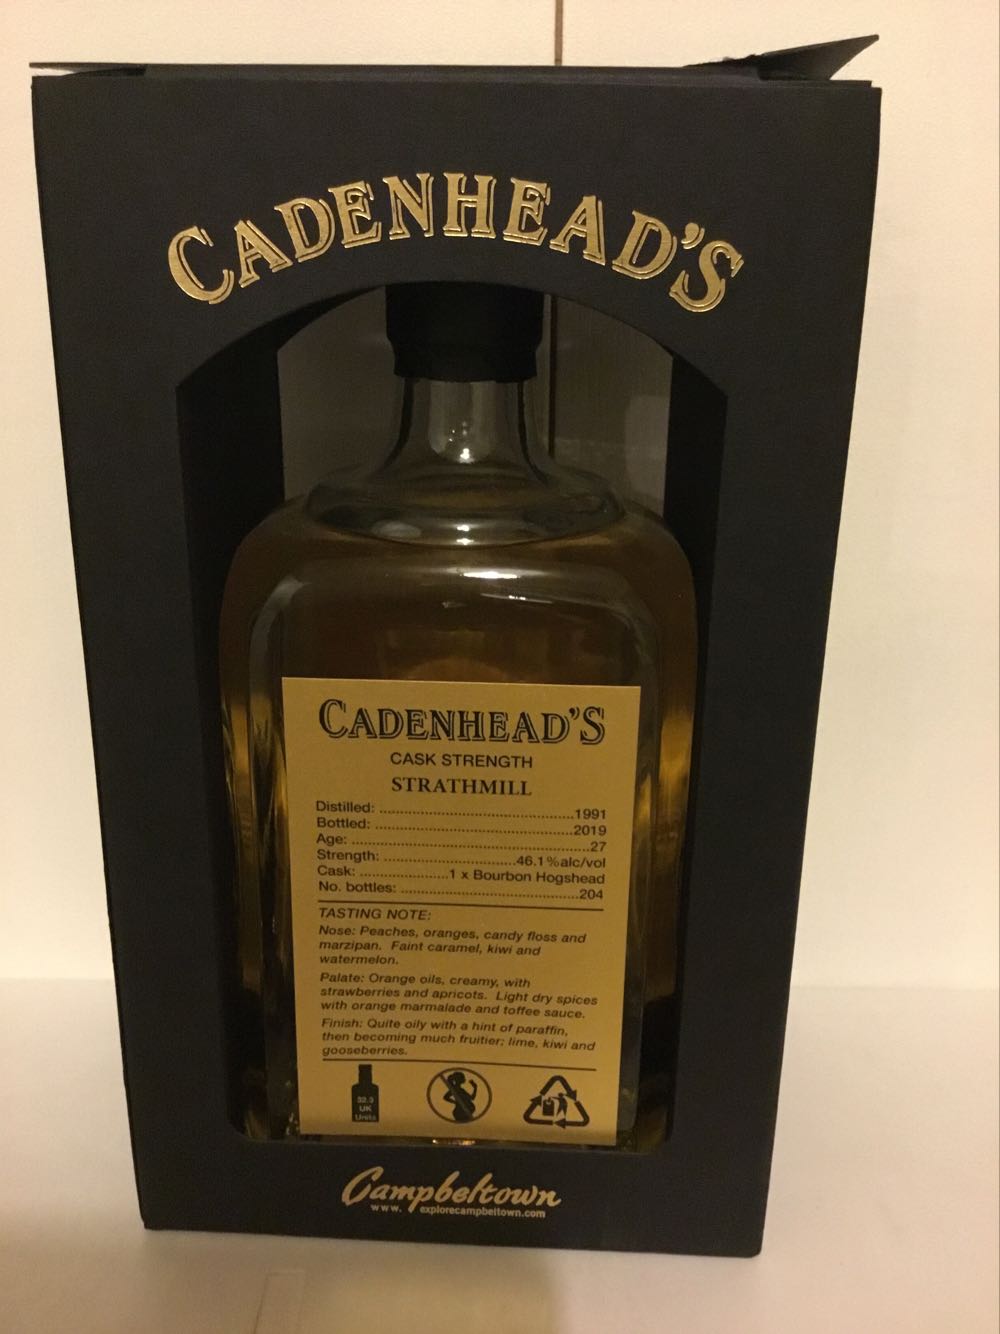 CADENHEAD'S
CADENHEAD'S
CASK STRENGTH
STRATHMILL
Distilled: ................................................1991
Bottled: .................................................2019
Age: ............................................................27
Strength: .................................46.1%alc/vol
Cask: ......................1 x Bourbon Hogshead
No. bottles: .............................................204
TASTING NOTE:
Nose: Peaches, oranges, candy floss and
marzipan. Faint caramel, kiwi and
watermelon.
Palate: Orange oils, creamy, with
strawberries and apricots. Light dry spices
with orange marmalade and toffee sauce.
Finish: Quite oily with a hint of paraffin,
then becoming much fruitier; lime, kiwi and
gooseberries.
32.3
UK
Units
Campbeltown
www. explorecampbeltown.com